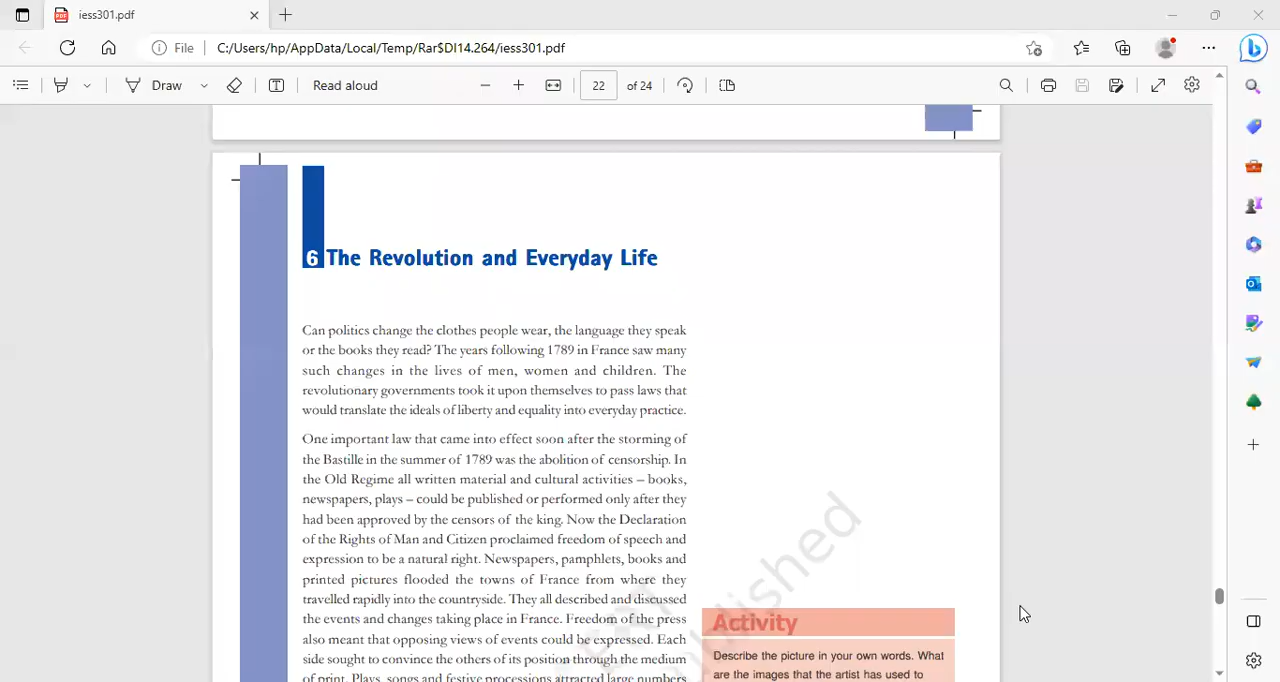 iess301.pdf
File
C:/Users/hp/AppData/Local/Temp/Rar$DI14.264/iess301.pdf
Draw
Read aloud
22
of 24
6 The Revolution and Everyday Life
Can politics change the clothes people wear, the language they speak
or the books they read? The years following 1789 in France saw many
such changes in the lives of men, women and children. The
revolutionary governments took it upon themselves to pass laws that
would translate the ideals of liberty and equality into everyday practice.
One important law that came into effect soon after the storming of
the Bastille in the summer of 1789 was the abolition of censorship. In
the Old Regime all written material and cultural activities – books,
newspapers, plays – could be published or performed only after they
had been approved by the censors of the king. Now the Declaration
of the Rights of Man and Citizen proclaimed freedom of speech and
expression to be a natural right. Newspapers, pamphlets, books and
printed pictures flooded the towns of France from where they
travelled rapidly into the countryside. They all described and discussed
the events and changes taking place in France. Freedom of the press
also meant that opposing views of events could be expressed. Each
side sought to convince the others of its position through the medium
of print. Plays, songs and festive processions attracted large numbers
Activity
Describe the picture in your own words. What
are the images that the artist has used to